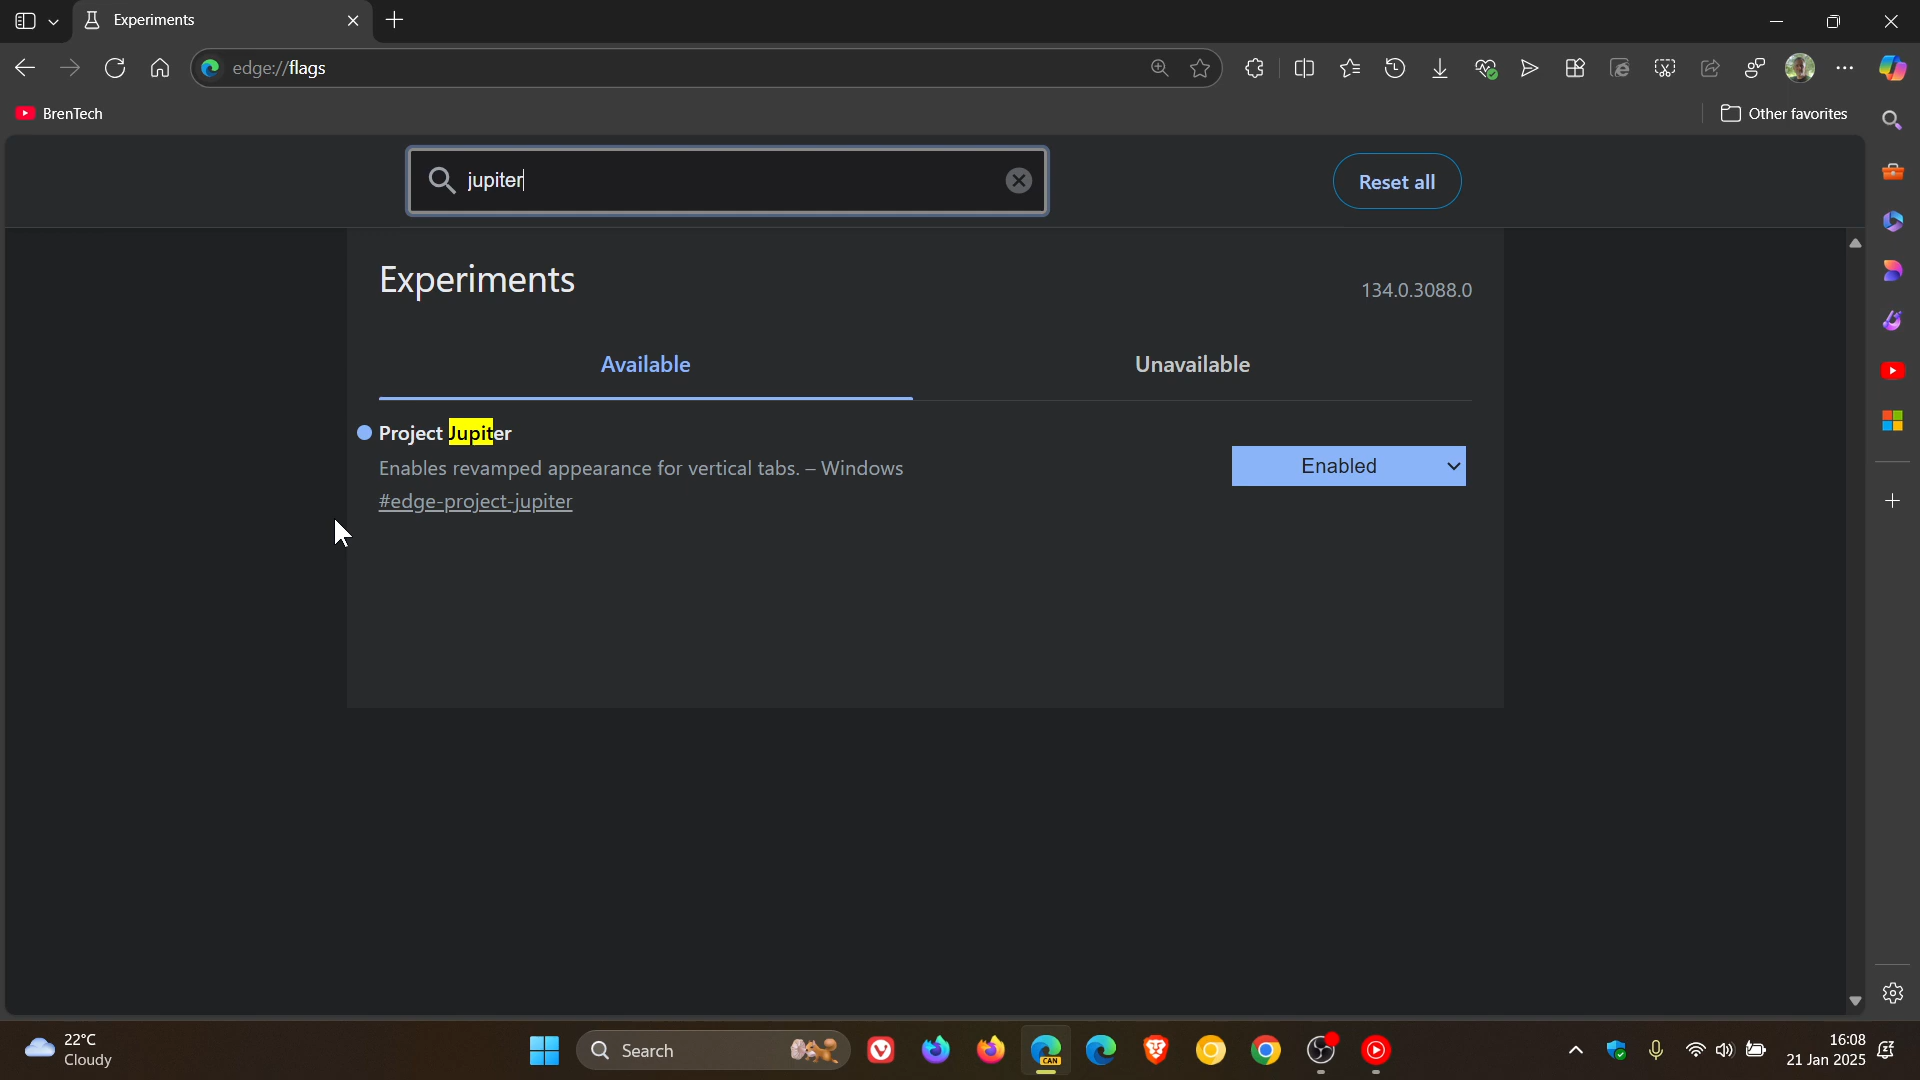 Experiments
edge://flags
BrenTech
Other favorites
jupiter
Reset all
Experiments
134.0.3088.0
Available
Unavailable
Project Jupiter
Enables revamped appearance for vertical tabs. – Windows
Enabled
#edge-project-jupiter
22°C
Cloudy
Search
CAN
16:08
21 Jan 2025